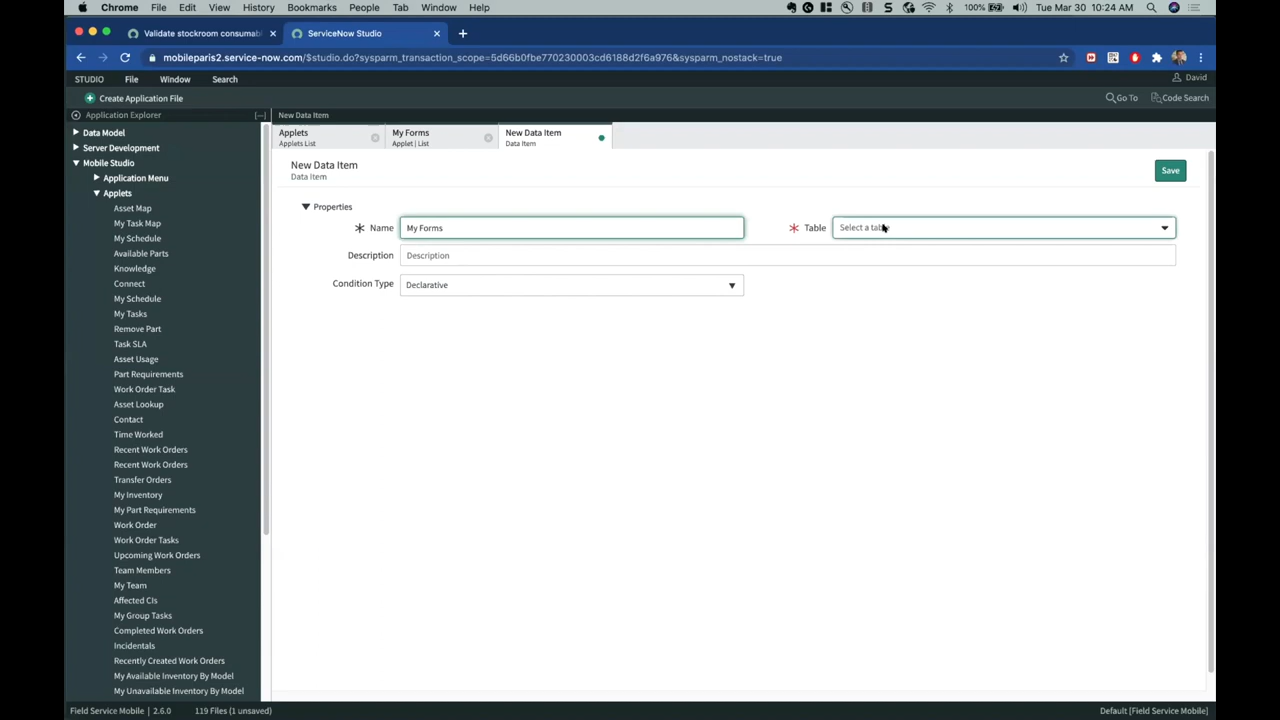 Chrome File Edit View History Bookmarks People Tab Window Help 100% Tue Mar 30 10:24 AM
Validate stockroom consumabl
ServiceNow Studio
mobileparis2.service-now.com/$studio.do?sysparm_transaction_scope=5d66b0fbe770230003cd6188d2f6a976&sysparm_nostack=true
STUDIO File Window Search David
Create Application File Go To Code Search
Application Explorer [—] New Data Item
Data Model
Server Development
Mobile Studio
Application Menu
Applets
Asset Map
My Task Map
My Schedule
Available Parts
Knowledge
Connect
My Schedule
My Tasks
Remove Part
Task SLA
Asset Usage
Part Requirements
Work Order Task
Asset Lookup
Contact
Time Worked
Recent Work Orders
Recent Work Orders
Transfer Orders
My Inventory
My Part Requirements
Work Order
Work Order Tasks
Upcoming Work Orders
Team Members
My Team
Affected CIs
My Group Tasks
Completed Work Orders
Incidentals
Recently Created Work Orders
My Available Inventory By Model
My Unavailable Inventory By Model
Applets
Applets List
My Forms
Applet | List
New Data Item
Data Item
New Data Item
Data Item
Save
Properties
Name My Forms Table Select a table
Description Description
Condition Type Declarative
Field Service Mobile | 2.6.0 119 Files (1 unsaved) Default [Field Service Mobile]